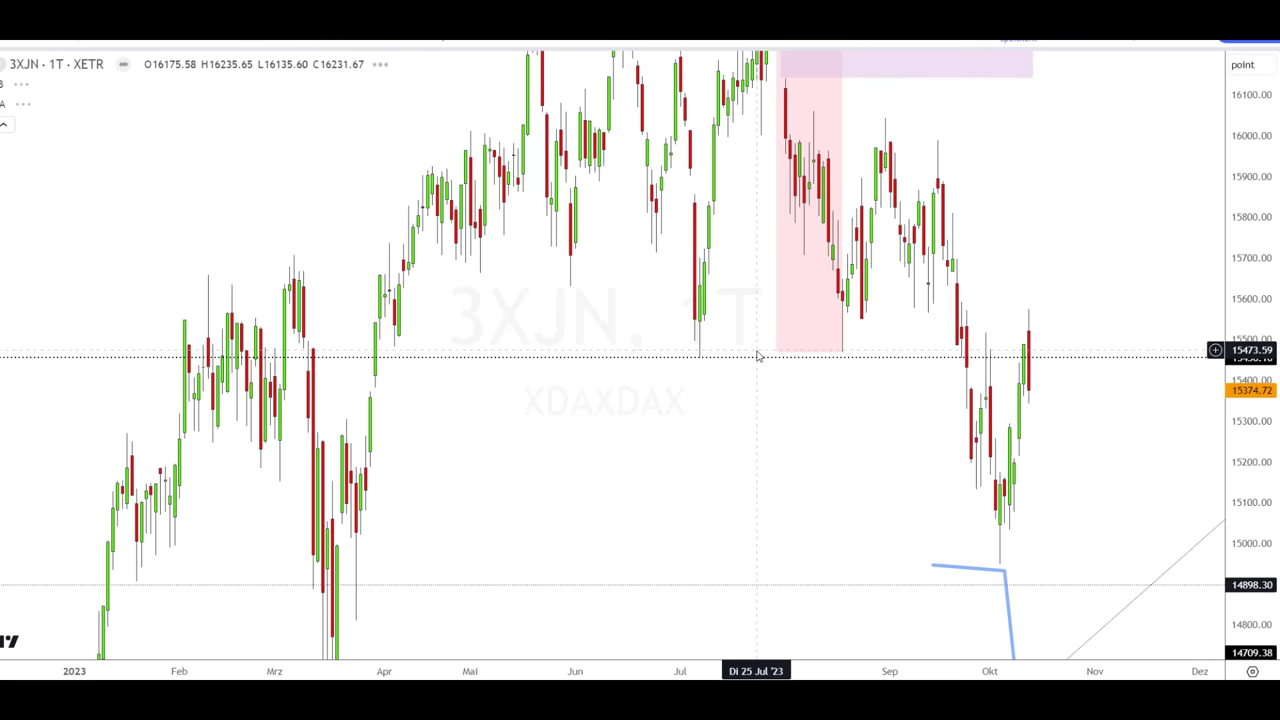 3XJN · 1T · XETR O16175.58 H16235.65 L16135.60 C16231.67
point
A
16100.00
16000.00
15900.00
15800.00
15700.00
15600.00
3XJN, 1T
15473.59
15400.00
XDAXDAX
15374.72
15300.00
15200.00
15100.00
15000.00
14898.30
14800.00
14709.38
2023 Feb Mrz Apr Mai Jun Jul Di 25 Jul '23 Sep Okt Nov Dez